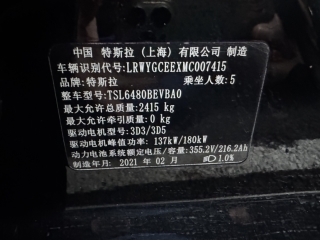 中国 特斯拉(上海)有限公司 制造
车辆识别代号:LRWYGCEEXMC007415
品牌:特斯拉 乘坐人数:5
整车型号:TSL6480BEVBA0
最大允许总质量:2415 kg
最大允许牵引质量:0 kg
驱动电机型号:3D3/3D5
驱动电机峰值功率:137kW/180kW
动力电池系统额定电压/容量:355.2V/216.2Ah
制造年月:2021 年 02 月 1.0%